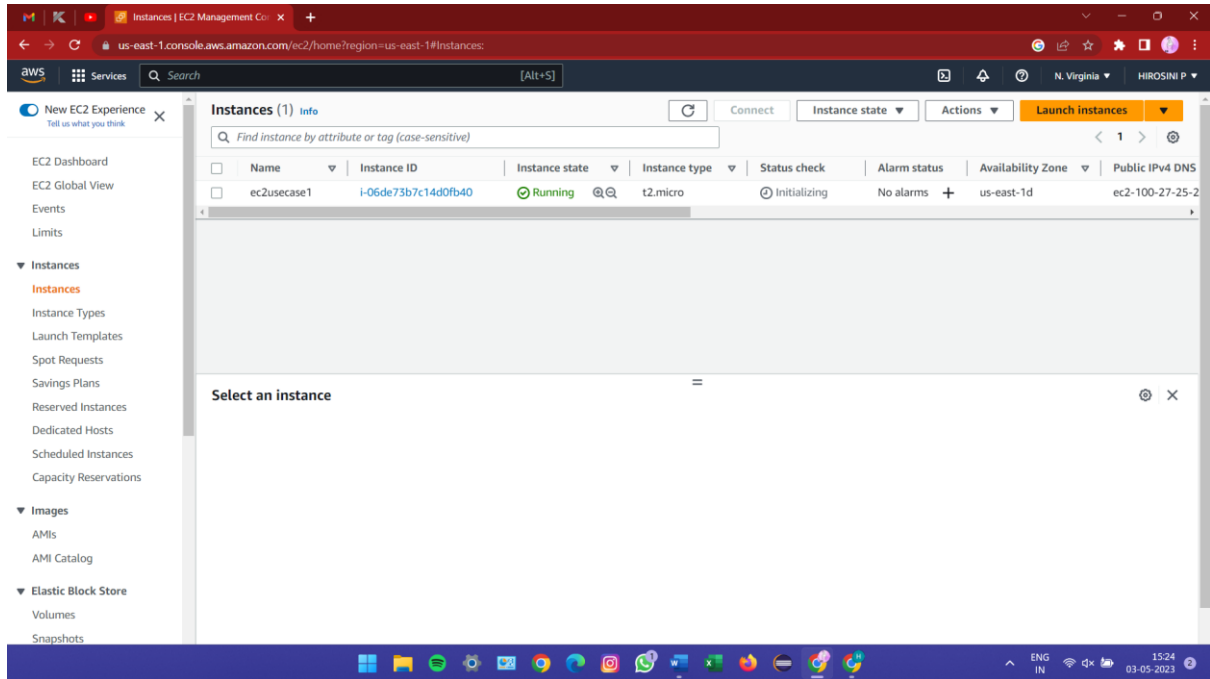 Instances | EC2 Management Cor
us-east-1.console.aws.amazon.com/ec2/home?region=us-east-1#Instances:
aws Services Search [Alt+S] N. Virginia HIROSINI P
New EC2 Experience
Tell us what you think
EC2 Dashboard
EC2 Global View
Events
Limits
Instances
Instances
Instance Types
Launch Templates
Spot Requests
Savings Plans
Reserved Instances
Dedicated Hosts
Scheduled Instances
Capacity Reservations
Images
AMIs
AMI Catalog
Elastic Block Store
Volumes
Snapshots
Instances (1) Info Connect Instance state Actions Launch instances
Find instance by attribute or tag (case-sensitive) 1
Name Instance ID Instance state Instance type Status check Alarm status Availability Zone Public IPv4 DNS
ec2usecase1 i-06de73b7c14d0fb40 Running t2.micro Initializing No alarms us-east-1d ec2-100-27-25-2
Select an instance
ENG 15:24
IN 03-05-2023 2